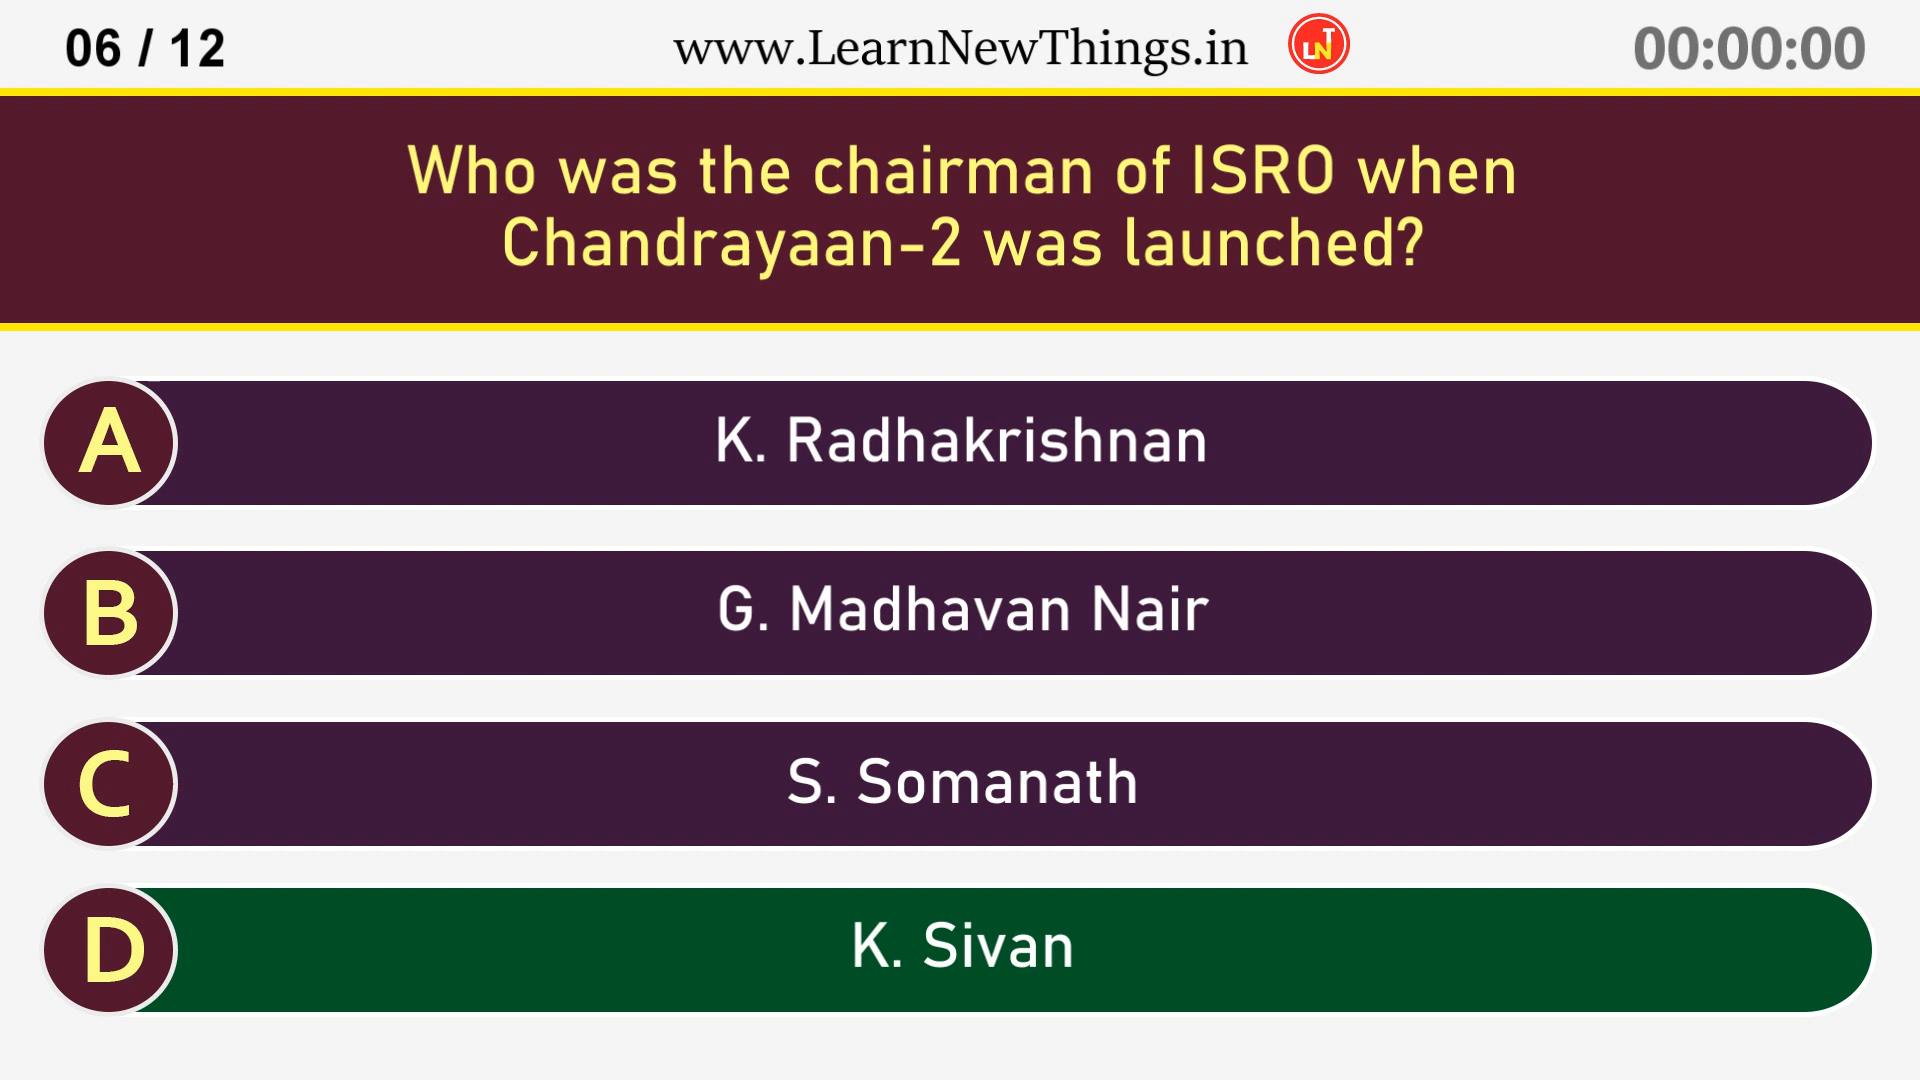 06 / 12
www.LearnNewThings.in
LNT
00:00:00
Who was the chairman of ISRO when
Chandrayaan-2 was launched?
A
K. Radhakrishnan
B
G. Madhavan Nair
C
S. Somanath
D
K. Sivan